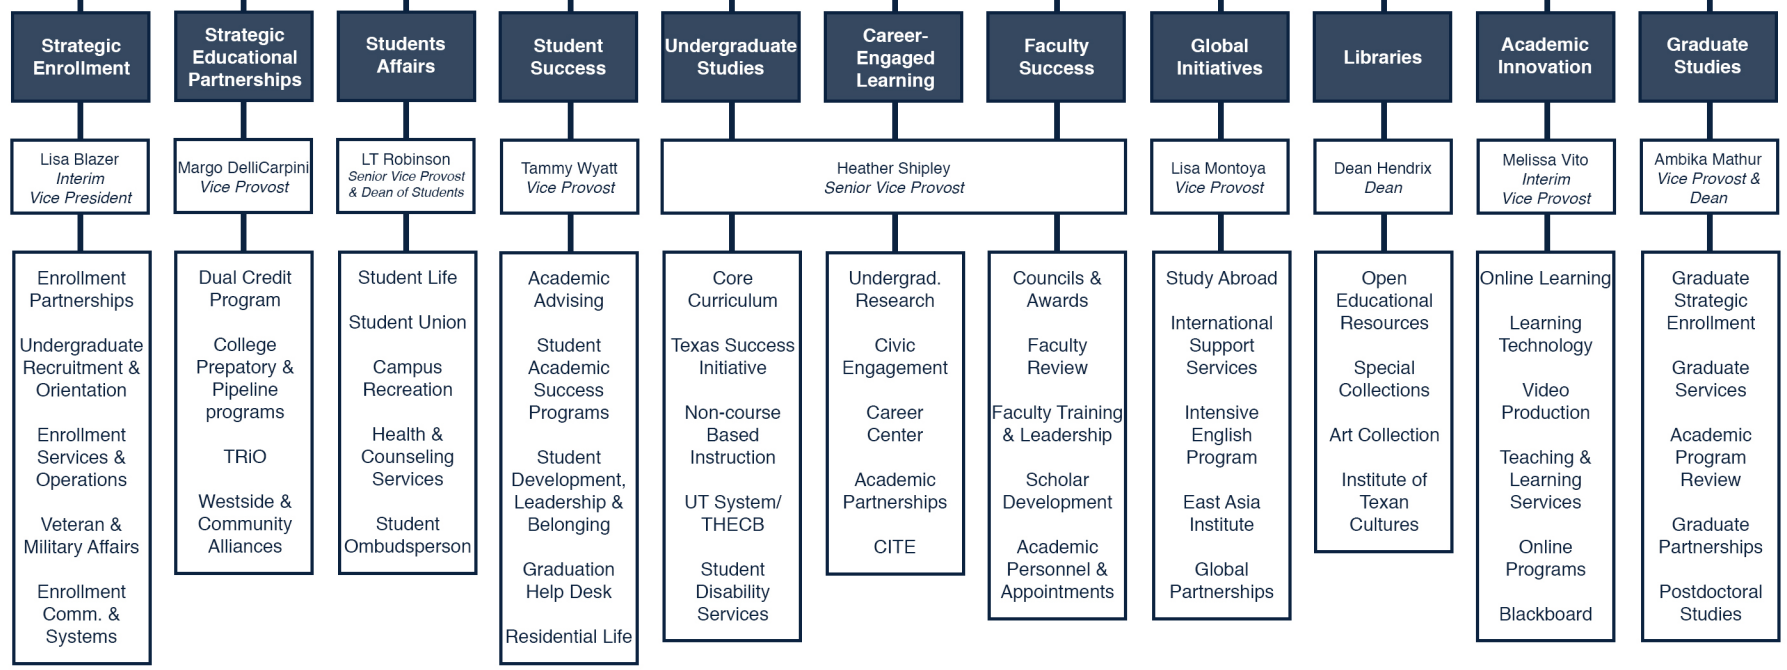 Strategic
Enrollment
Strategic
Educational
Partnerships
Students
Affairs
Student
Success
Undergraduate
Studies
Career-
Engaged
Learning
Faculty
Success
Global
Initiatives
Libraries
Academic
Innovation
Graduate
Studies
Lisa Blazer
Interim
Vice President
Margo DelliCarpini
Vice Provost
LT Robinson
Senior Vice Provost
& Dean of Students
Tammy Wyatt
Vice Provost
Heather Shipley
Senior Vice Provost
Lisa Montoya
Vice Provost
Dean Hendrix
Dean
Melissa Vito
Interim
Vice Provost
Ambika Mathur
Vice Provost &
Dean
Enrollment
Partnerships
Undergraduate
Recruitment &
Orientation
Enrollment
Services &
Operations
Veteran &
Military Affairs
Enrollment
Comm. &
Systems
Dual Credit
Program
College
Prepatory &
Pipeline
programs
TRiO
Westside &
Community
Alliances
Student Life
Student Union
Campus
Recreation
Health &
Counseling
Services
Student
Ombudsperson
Academic
Advising
Student
Academic
Success
Programs
Student
Development,
Leadership &
Belonging
Graduation
Help Desk
Residential Life
Core
Curriculum
Texas Success
Initiative
Non-course
Based
Instruction
UT System/
THECB
Student
Disability
Services
Undergrad.
Research
Civic
Engagement
Career
Center
Academic
Partnerships
CITE
Councils &
Awards
Faculty
Review
Faculty Training
& Leadership
Scholar
Development
Academic
Personnel &
Appointments
Study Abroad
International
Support
Services
Intensive
English
Program
East Asia
Institute
Global
Partnerships
Open
Educational
Resources
Special
Collections
Art Collection
Institute of
Texan
Cultures
Online Learning
Learning
Technology
Video
Production
Teaching &
Learning
Services
Online
Programs
Blackboard
Graduate
Strategic
Enrollment
Graduate
Services
Academic
Program
Review
Graduate
Partnerships
Postdoctoral
Studies